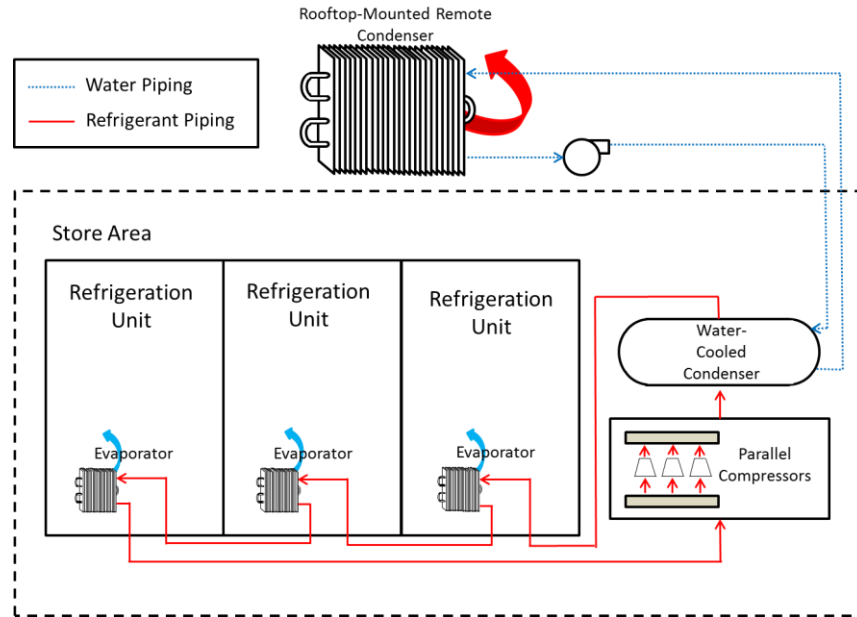 Rooftop-Mounted Remote
Condenser
Water Piping
Refrigerant Piping
Store Area
Refrigeration
Unit
Refrigeration
Unit
Refrigeration
Unit
Water-
Cooled
Condenser
Evaporator
Evaporator
Evaporator
Parallel
Compressors